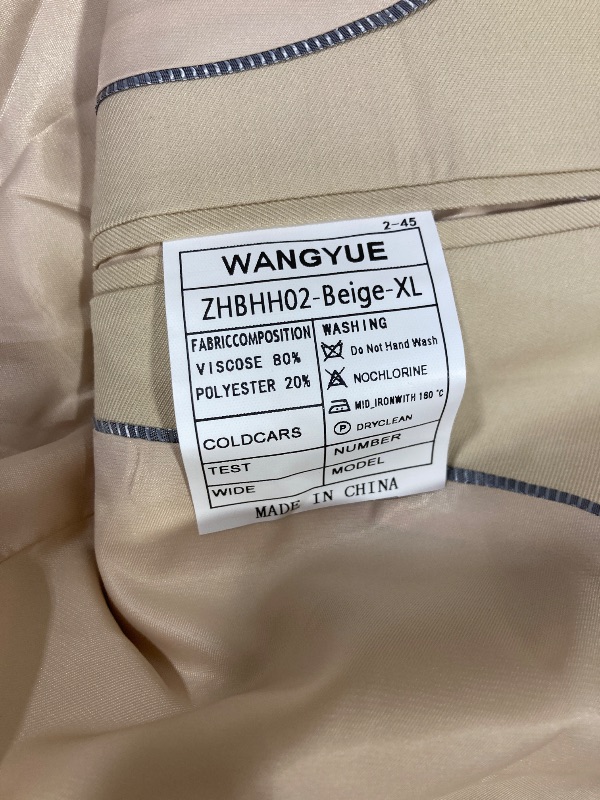 2-45
WANGYUE
ZHBHH02-Beige-XL
FABRICCOMPOSITION
VISCOSE 80%
POLYESTER 20%
WASHING
Do Not Hand Wash
NOCHLORINE
MID_IRONWITH 180 °C
P DRYCLEAN
COLDCARS
TEST NUMBER
WIDE MODEL
MADE IN CHINA